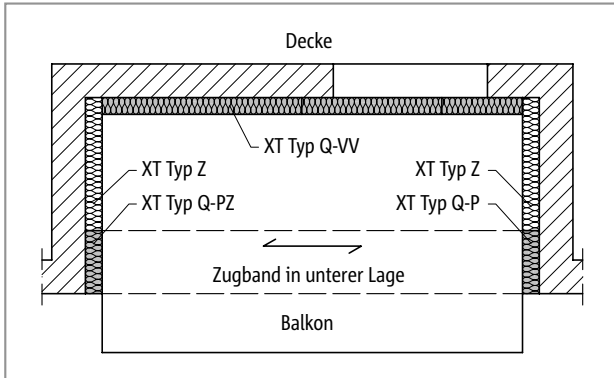 Decke
XT Typ Q-VV
XT Typ Z
XT Typ Z
XT Typ Q-PZ
XT Typ Q-P
Zugband in unterer Lage
Balkon